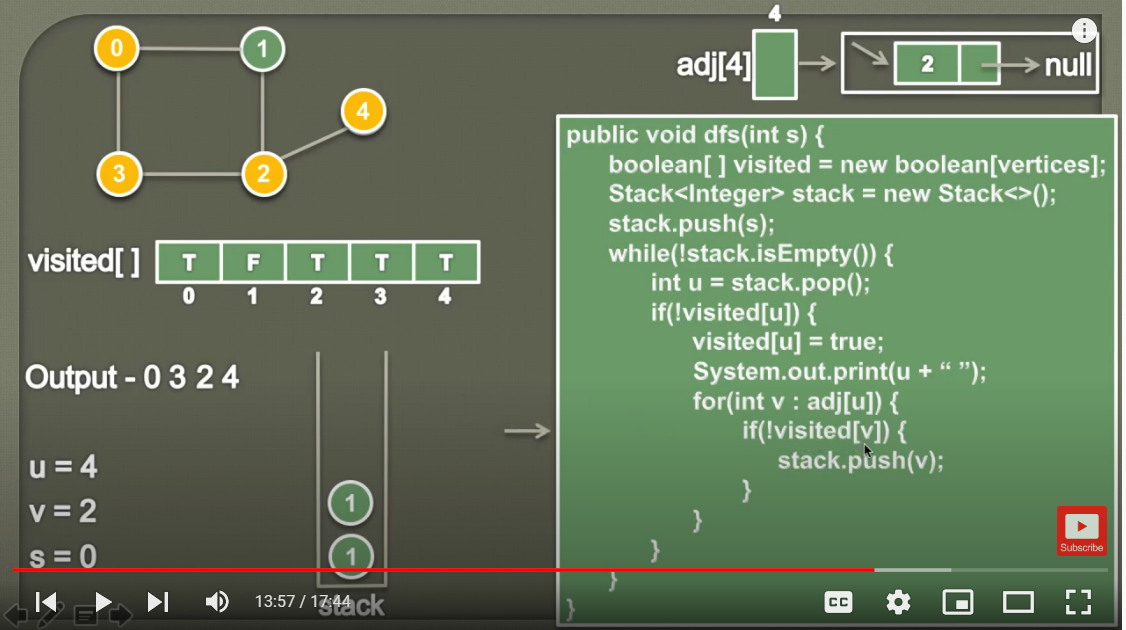 0
1
4
3
2
visited[ ]
T F T T T
0 1 2 3 4
Output - 0 3 2 4
u = 4
v = 2
s = 0
1
1
stack
4
adj[4]
2
null
i
public void dfs(int s) {
boolean[ ] visited = new boolean[vertices];
Stack<Integer> stack = new Stack<>();
stack.push(s);
while(!stack.isEmpty()) {
int u = stack.pop();
if(!visited[u]) {
visited[u] = true;
System.out.print(u + “ ”);
for(int v : adj[u]) {
if(!visited[v]) {
stack.push(v);
}
}
}
}
}
Subscribe
13:57 / 17:44
CC